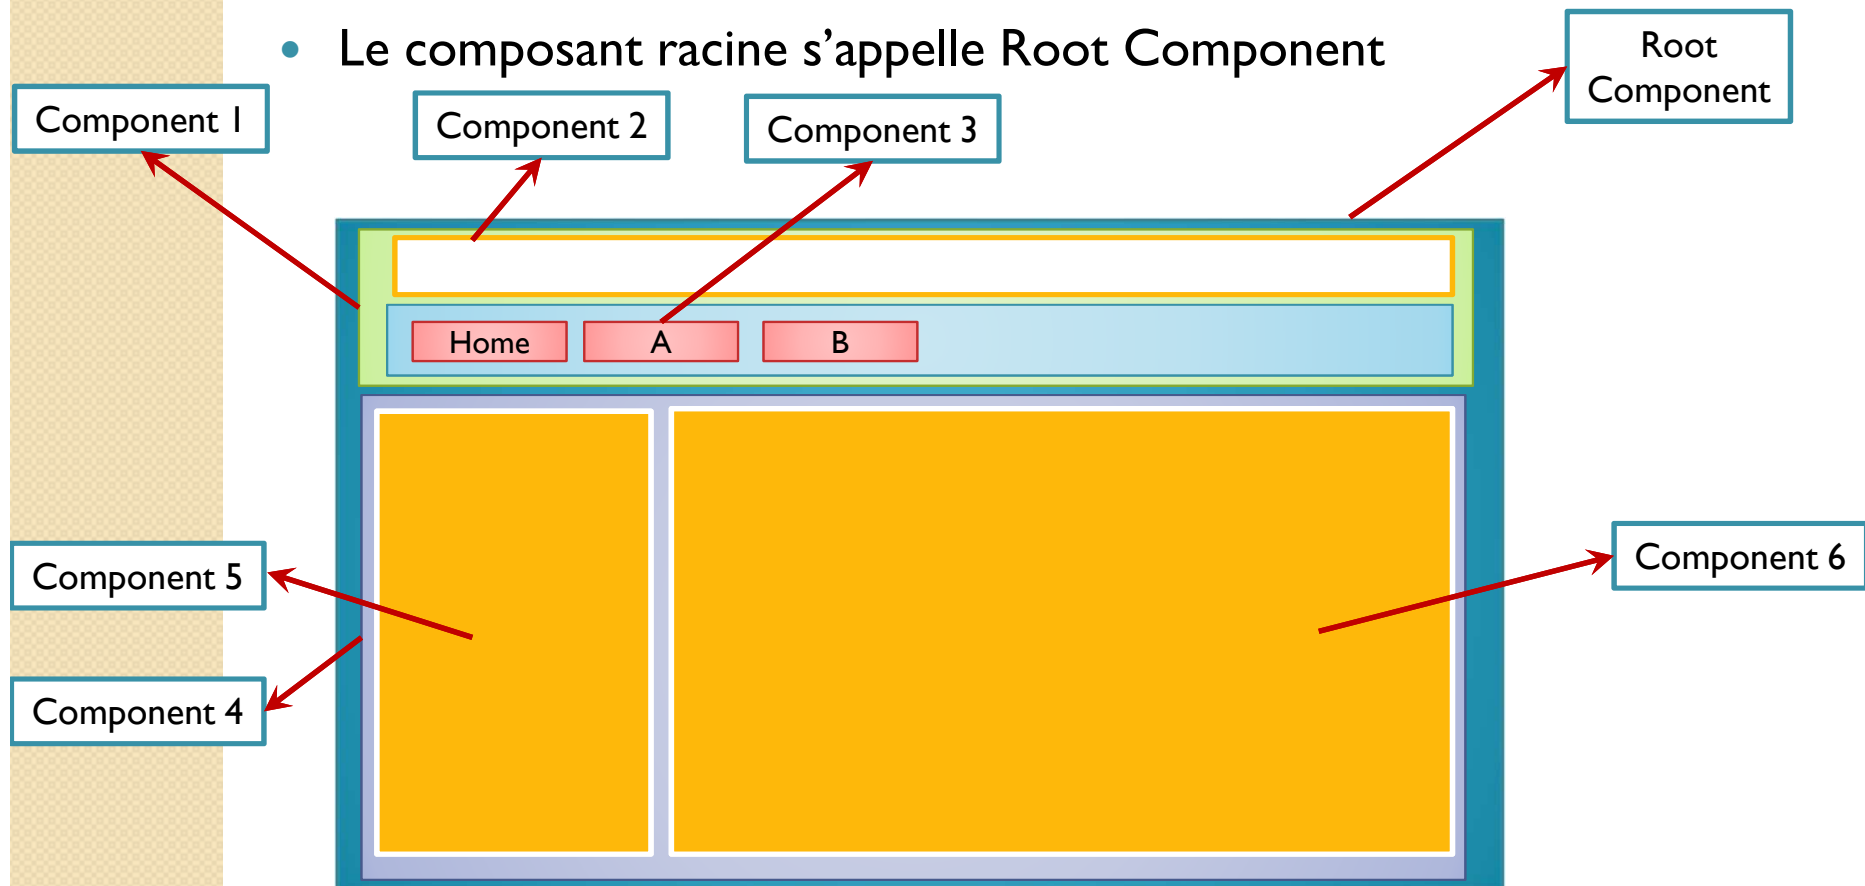 Le composant racine s'appelle Root Component
Root
Component
Component 1
Component 2
Component 3
Home
A
B
Component 5
Component 6
Component 4